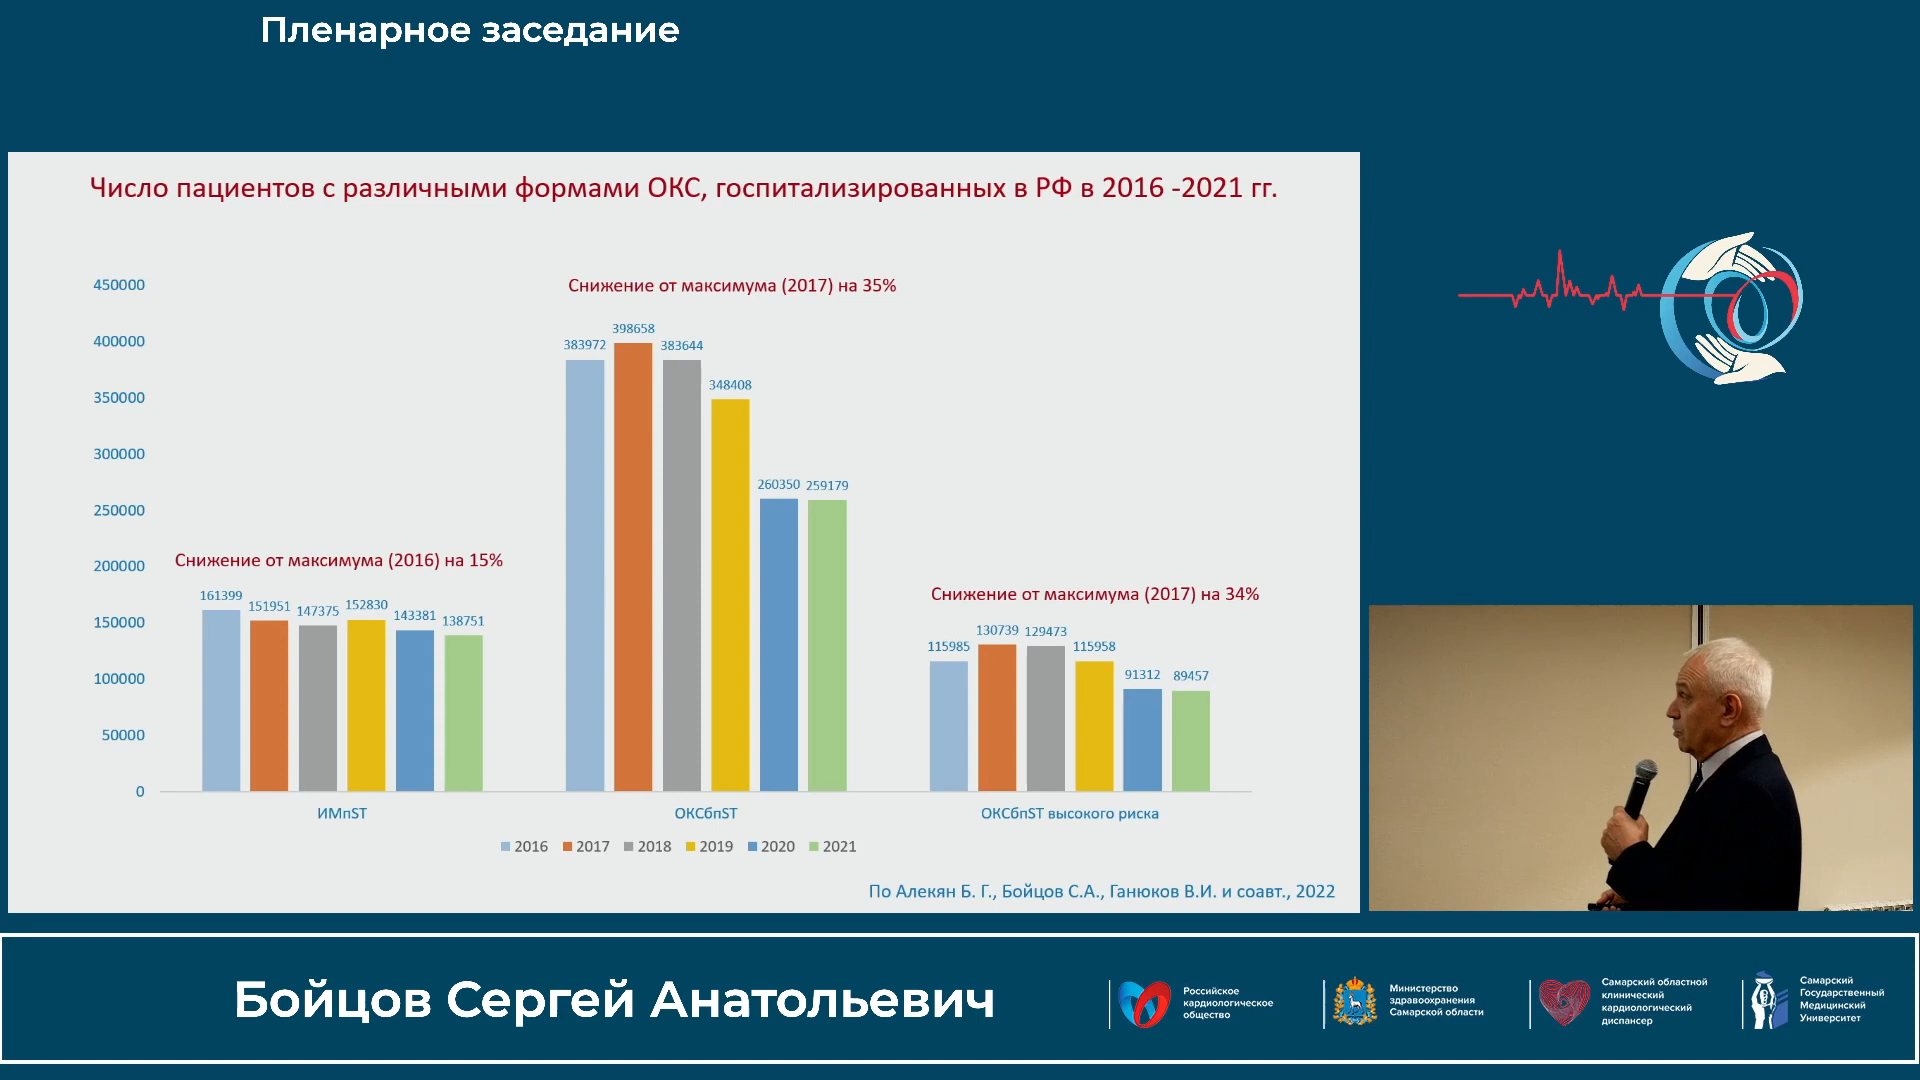 Пленарное заседание
Число пациентов с различными формами ОКС, госпитализированных в РФ в 2016 -2021 гг.
450000
400000
350000
300000
250000
200000
150000
100000
50000
0
Снижение от максимума (2016) на 15%
161399
151951
147375
152830
143381
138751
ИМпST
Снижение от максимума (2017) на 35%
383972
398658
383644
348408
260350
259179
ОКСбпST
Снижение от максимума (2017) на 34%
115985
130739
129473
115958
91312
89457
ОКСбпST высокого риска
2016 2017 2018 2019 2020 2021
По Алекян Б. Г., Бойцов С.А., Ганюков В.И. и соавт., 2022
Бойцов Сергей Анатольевич
Российское
кардиологическое
общество
Министерство
здравоохранения
Самарской области
Самарский областной
клинический
кардиологический
диспансер
Самарский
Государственный
Медицинский
Университет